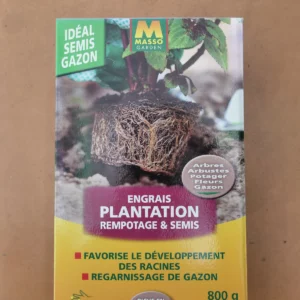 IDÉAL
SEMIS
GAZON
MASSO
GARDEN
Arbres
Arbustes
Potager
Fleurs
Gazon
ENGRAIS
PLANTATION
REMPOTAGE & SEMIS
FAVORISE LE DÉVELOPPEMENT
DES RACINES
REGARNISSAGE DE GAZON
800 g